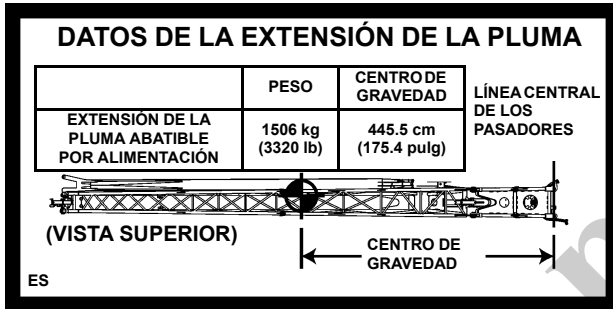 DATOS DE LA EXTENSIÓN DE LA PLUMA
PESO
CENTRO DE
GRAVEDAD
EXTENSIÓN DE LA
PLUMA ABATIBLE
POR ALIMENTACIÓN
1506 kg
(3320 lb)
445.5 cm
(175.4 pulg)
LÍNEA CENTRAL
DE LOS
PASADORES
(VISTA SUPERIOR)
CENTRO DE
GRAVEDAD
ES